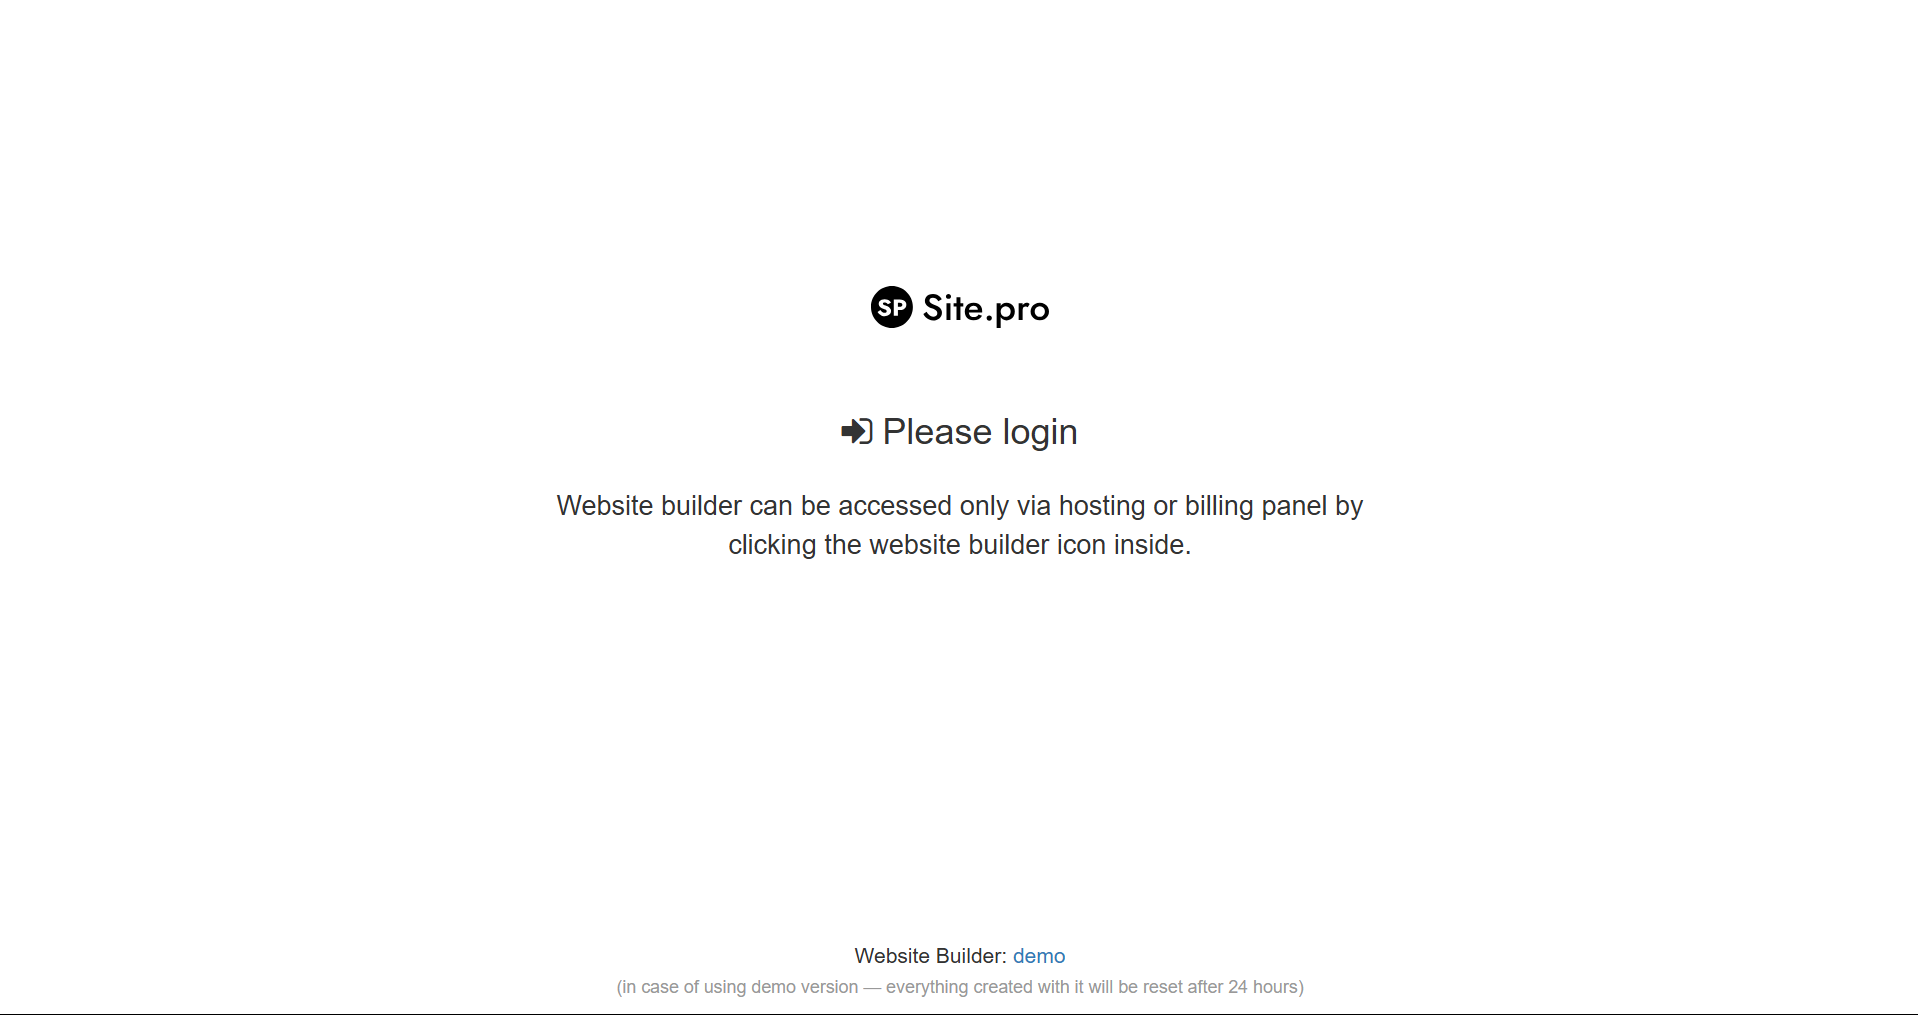 SP Site.pro
Please login
Website builder can be accessed only via hosting or billing panel by
clicking the website builder icon inside.
Website Builder: demo
(in case of using demo version — everything created with it will be reset after 24 hours)